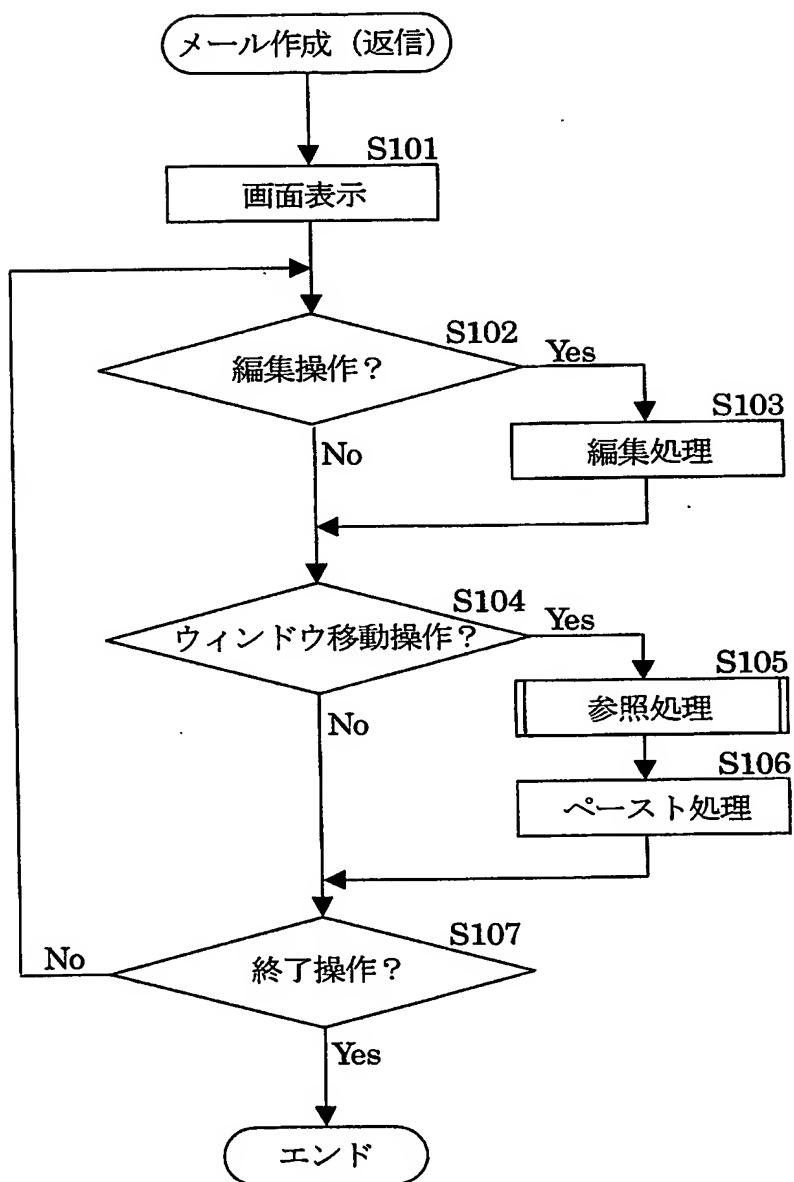 メール作成（返信）
S101
画面表示
S102
編集操作？
Yes
S103
編集処理
No
S104
ウィンドウ移動操作？
Yes
S105
参照処理
No
S106
ペースト処理
S107
終了操作？
No
Yes
エンド